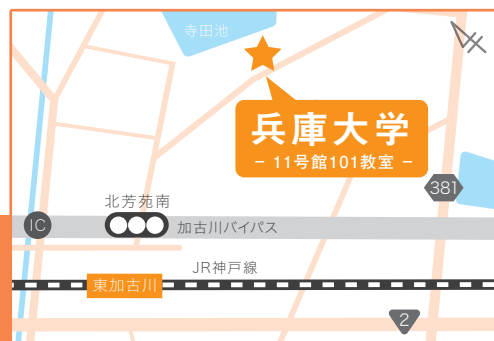 寺田池
兵庫大学
− 11号館101教室 −
381
北芳苑南
IC
加古川バイパス
JR神戸線
東加古川
2